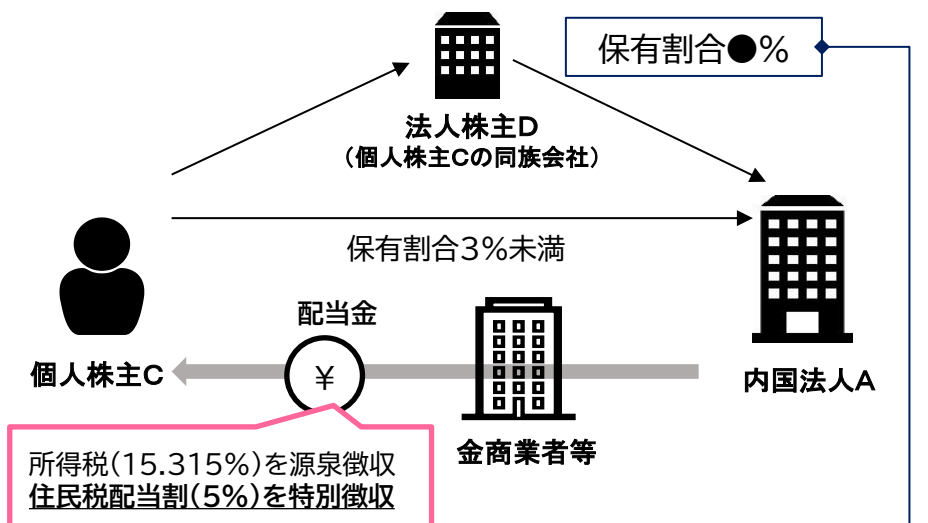 保有割合●%
法人株主D
（個人株主Cの同族会社）
保有割合3%未満
配当金
¥
個人株主C
内国法人A
金商業者等
所得税(15.315%)を源泉徴収
住民税配当割(5%)を特別徴収